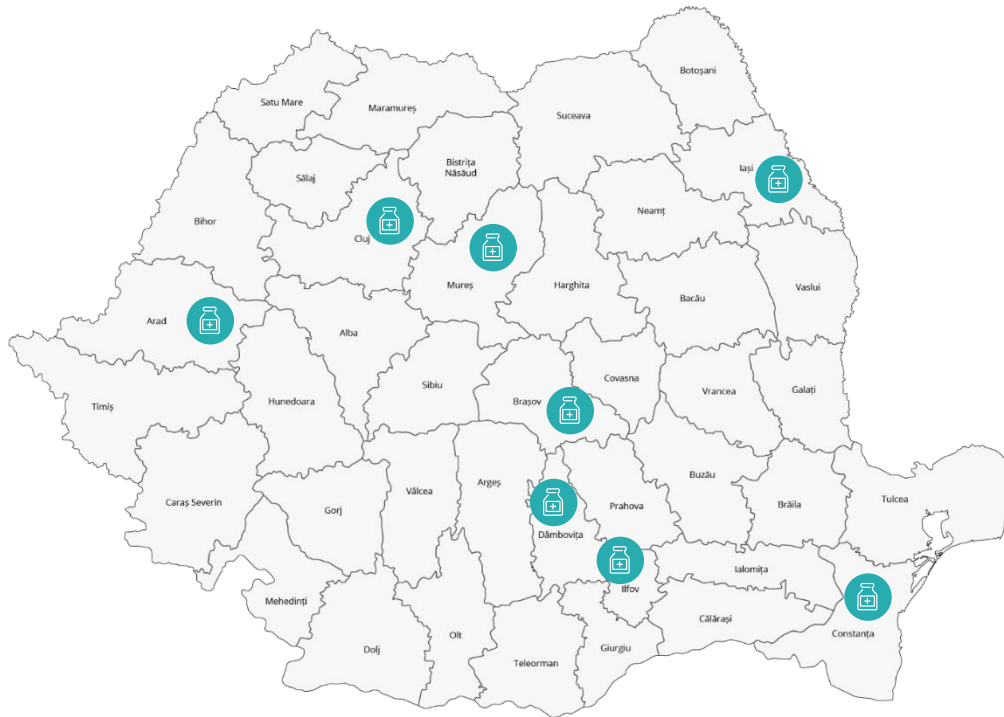 Botoșani
Satu Mare
Maramureș
Suceava
Iași
Bistrița
Năsăud
Sălaj
Neamț
Bihor
Cluj
Mureș
Harghita
Vaslui
Bacău
Arad
Alba
Sibiu
Covasna
Brașov
Vrancea
Galați
Timiș
Hunedoara
Caraș Severin
Gorj
Vâlcea
Argeș
Buzău
Prahova
Brăila
Tulcea
Dâmbovița
Ialomița
Ilfov
Mehedinți
Călărași
Constanța
Dolj
Olt
Teleorman
Giurgiu